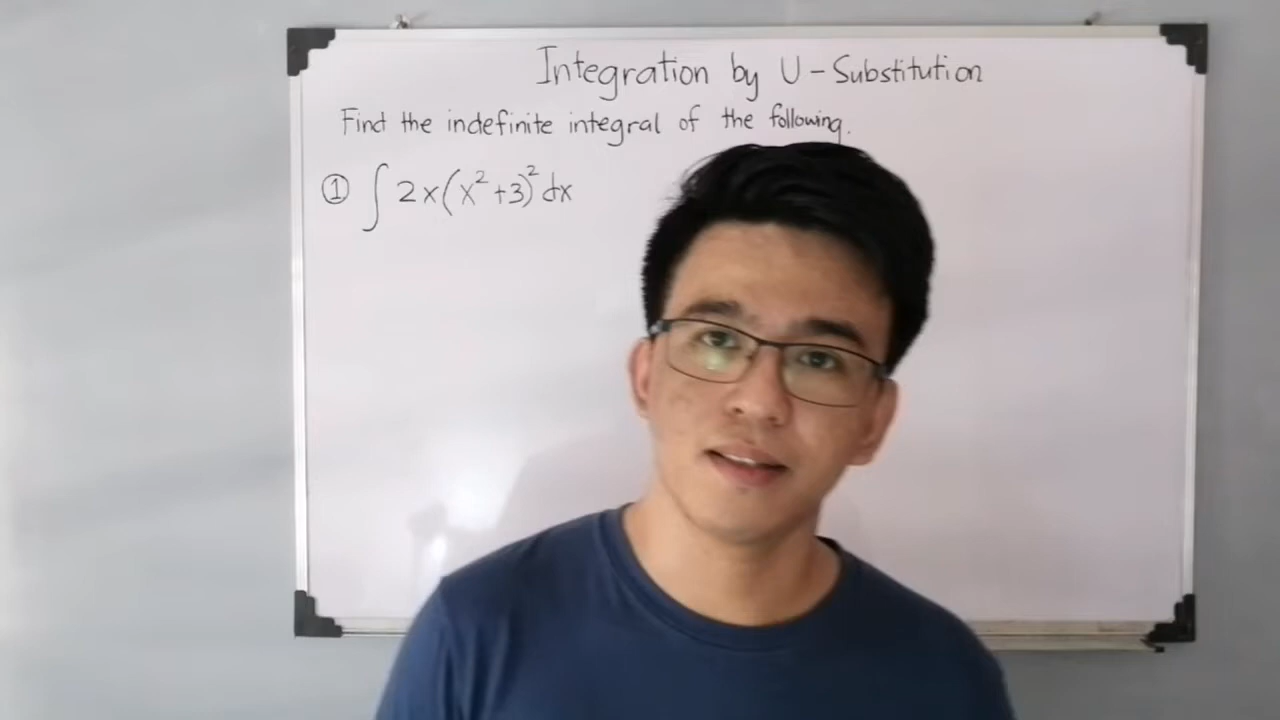 Integration by U - Substitution
Find the indefinite integral of the following.
① ∫ 2x(x²+3)² dx